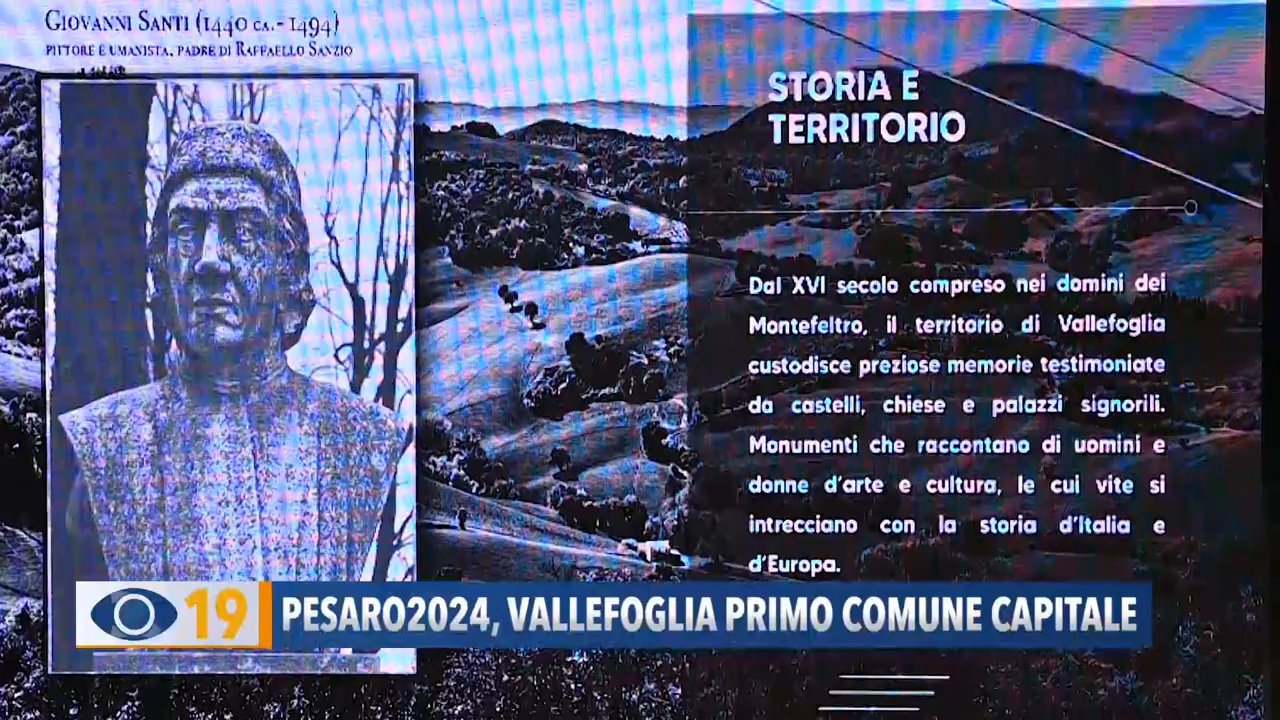 Giovanni Santi (1440 ca.- 1494)
pittore e umanista, padre di Raffaello Sanzio
STORIA E
TERRITORIO
Dal XVI secolo compreso nei domini dei
Montefeltro, il territorio di Vallefoglia
custodisce preziose memorie testimoniate
da castelli, chiese e palazzi signorili.
Monumenti che raccontano di uomini e
donne d'arte e cultura, le cui vite si
intrecciano con la storia d'Italia e
d'Europa.
19 PESARO2024, VALLEFOGLIA PRIMO COMUNE CAPITALE